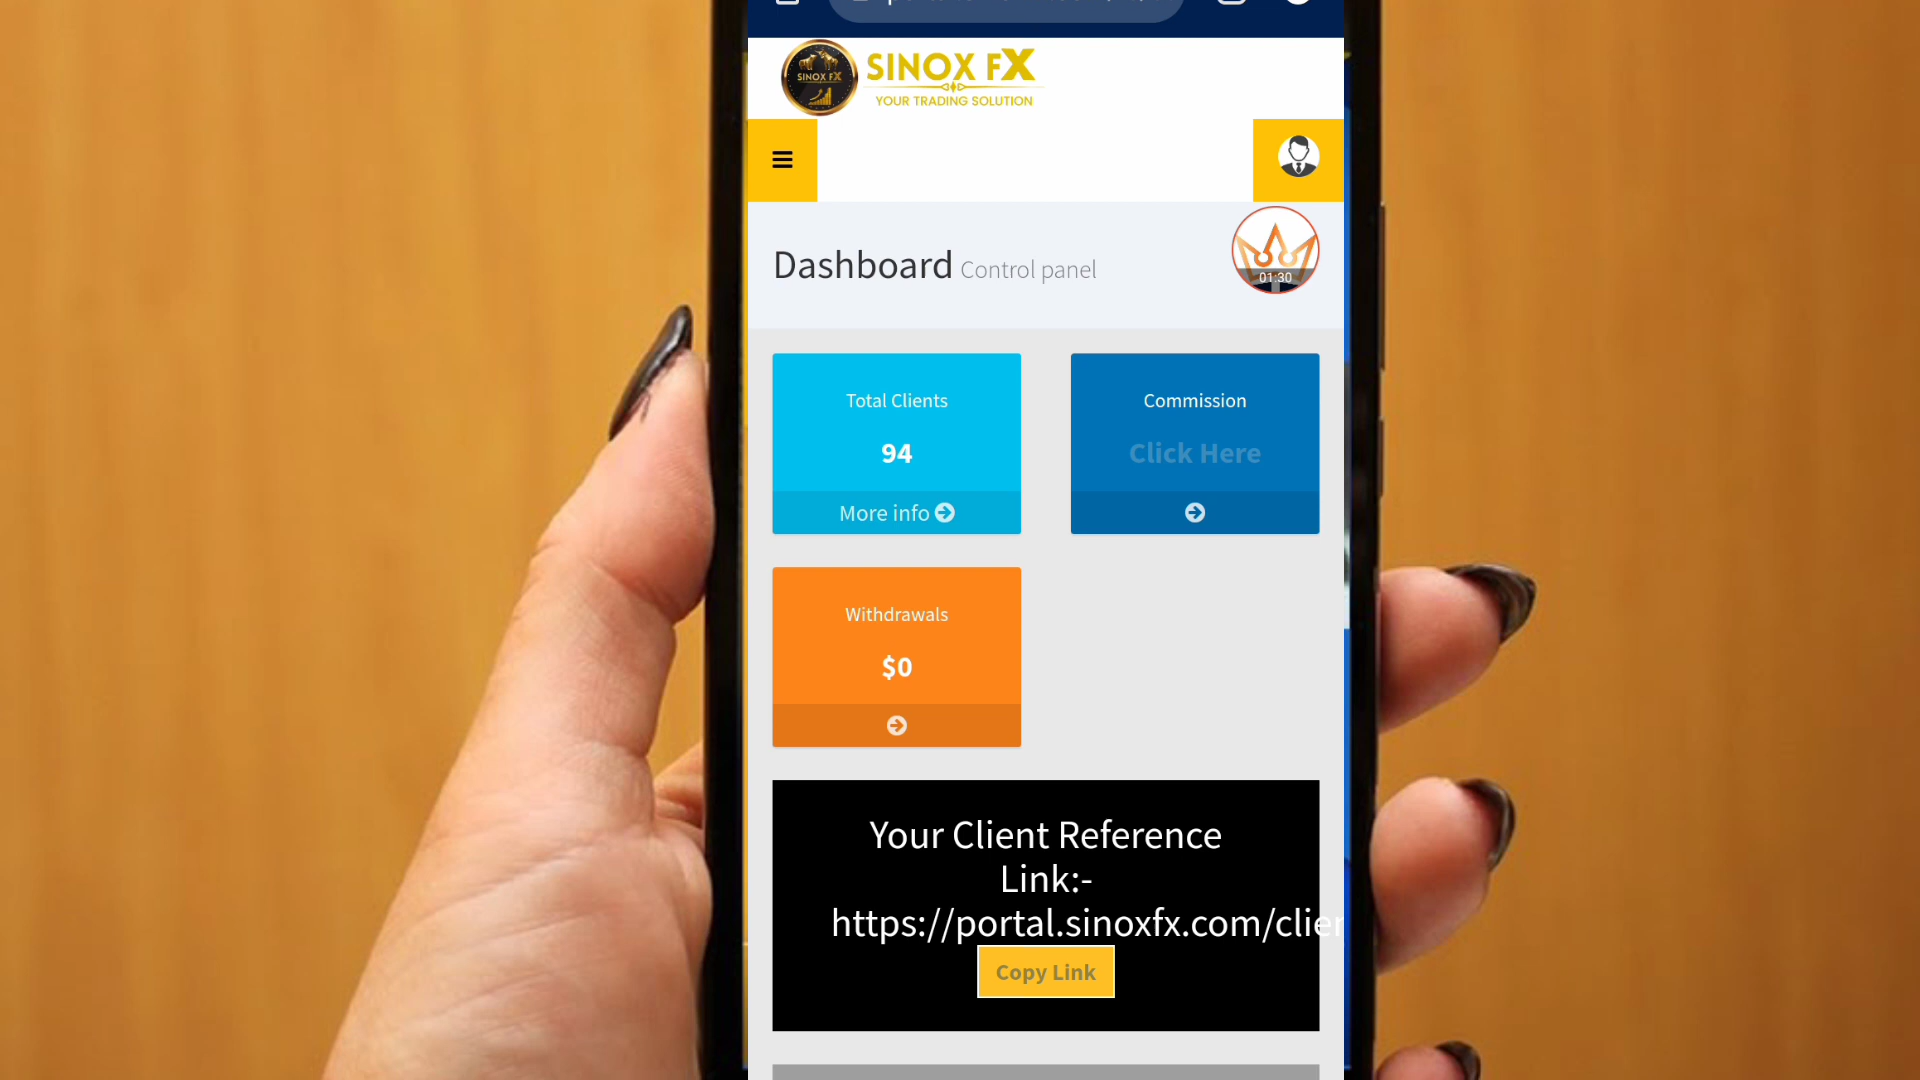 SINOX FX
SINOX FX
YOUR TRADING SOLUTION
Dashboard Control panel
01:30
Total Clients
94
More info
Commission
Click Here
Withdrawals
$0
Your Client Reference
Link:-
https://portal.sinoxfx.com/clien
Copy Link